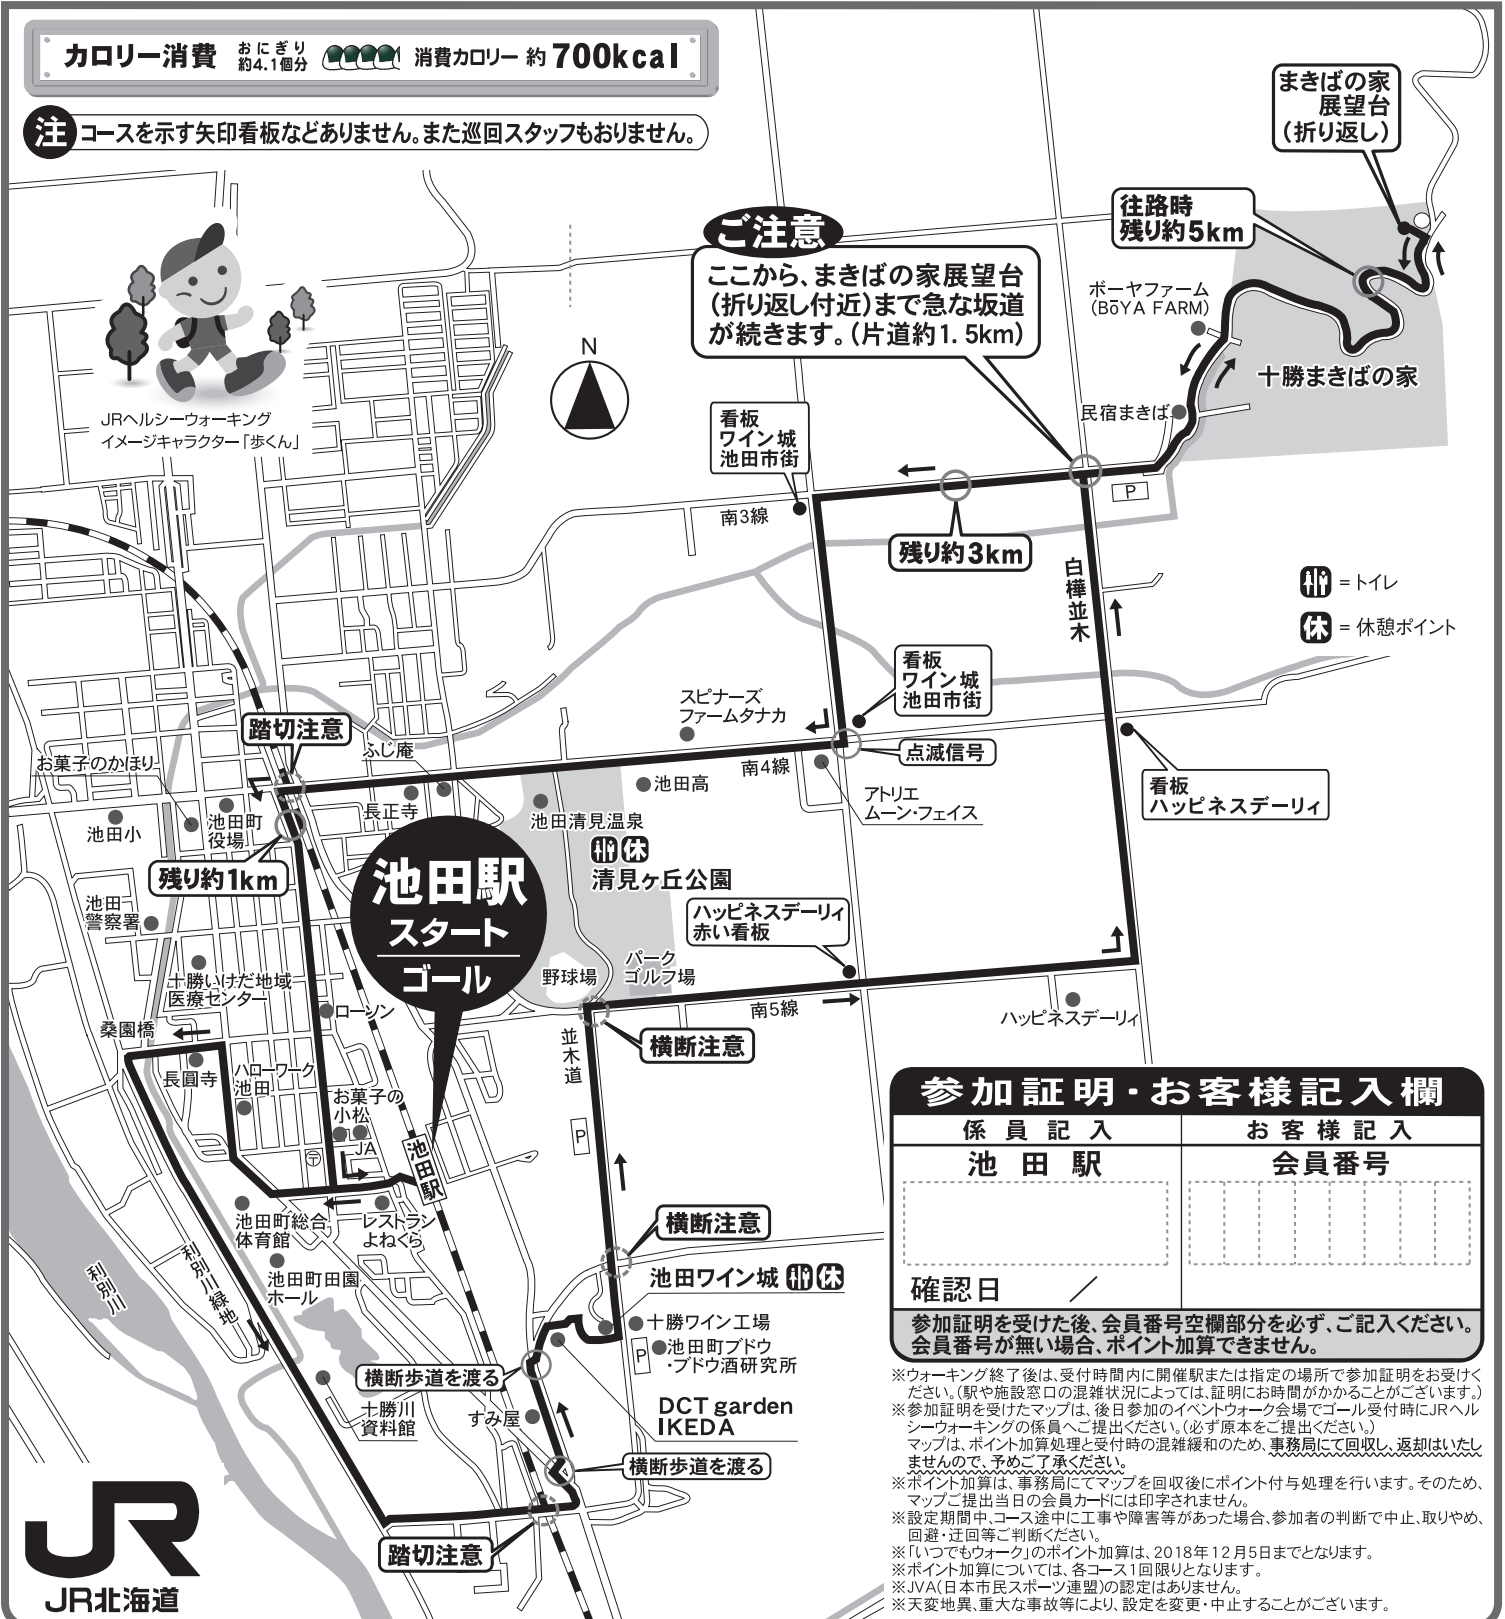 カロリー消費 おにぎり 約4.1個分 消費カロリー 約700kcal
注 コースを示す矢印看板などありません。また巡回スタッフもおりません。
まきばの家
展望台
(折り返し)
往路時
残り約5km
ご注意
ここから、まきばの家展望台
(折り返し付近)まで急な坂道
が続きます。(片道約1.5km)
ボーヤファーム
(BōYA FARM)
十勝まきばの家
民宿まきば
JRヘルシーウォーキング
イメージキャラクター「歩くん」
N
看板
ワイン城
池田市街
南3線
残り約3km
P
白樺並木
= トイレ
休 = 休憩ポイント
看板
ワイン城
池田市街
スピナーズ
ファームタナカ
点滅信号
南4線
アトリエ
ムーン・フェイス
看板
ハッピネスデーリィ
踏切注意
ふじ庵
お菓子のかほり
池田小
池田町
役場
長正寺
池田高
池田清見温泉
休
清見ヶ丘公園
残り約1km
池田駅
スタート
ゴール
池田
警察署
ハッピネスデーリィ
赤い看板
野球場
パーク
ゴルフ場
十勝いけだ地域
医療センター
ローソン
南5線
ハッピネスデーリィ
桑園橋
横断注意
並木道
長圓寺
ハローワーク
池田
お菓子の
小松
JA
〒
P
池田駅
池田町総合
体育館
レストラン
よねくら
横断注意
池田ワイン城 休
利別川
利別川緑地
池田町田園
ホール
十勝ワイン工場
P
池田町ブドウ
・ブドウ酒研究所
横断歩道を渡る
DCT garden
IKEDA
十勝川
資料館
すみ屋
横断歩道を渡る
踏切注意
JR
JR北海道
参加証明・お客様記入欄
係員記入 お客様記入
池田駅 会員番号
確認日 /
参加証明を受けた後、会員番号空欄部分を必ず、ご記入ください。
会員番号が無い場合、ポイント加算できません。
※ウォーキング終了後は、受付時間内に開催駅または指定の場所で参加証明をお受けく
ださい。(駅や施設窓口の混雑状況によっては、証明にお時間がかかることがございます。)
※参加証明を受けたマップは、後日参加のイベントウォーク会場でゴール受付時にJRヘル
シーウォーキングの係員へご提出ください。(必ず原本をご提出ください。)
マップは、ポイント加算処理と受付時の混雑緩和のため、事務局にて回収し、返却はいたし
ませんので、予めご了承ください。
※ポイント加算は、事務局にてマップを回収後にポイント付与処理を行います。そのため、
マップご提出当日の会員カードには印字されません。
※設定期間中、コース途中に工事や障害等があった場合、参加者の判断で中止、取りやめ、
回避・迂回等ご判断ください。
※「いつでもウォーク」のポイント加算は、2018年12月5日までとなります。
※ポイント加算については、各コース1回限りとなります。
※JVA(日本市民スポーツ連盟)の認定はありません。
※天変地異、重大な事故等により、設定を変更・中止することがございます。